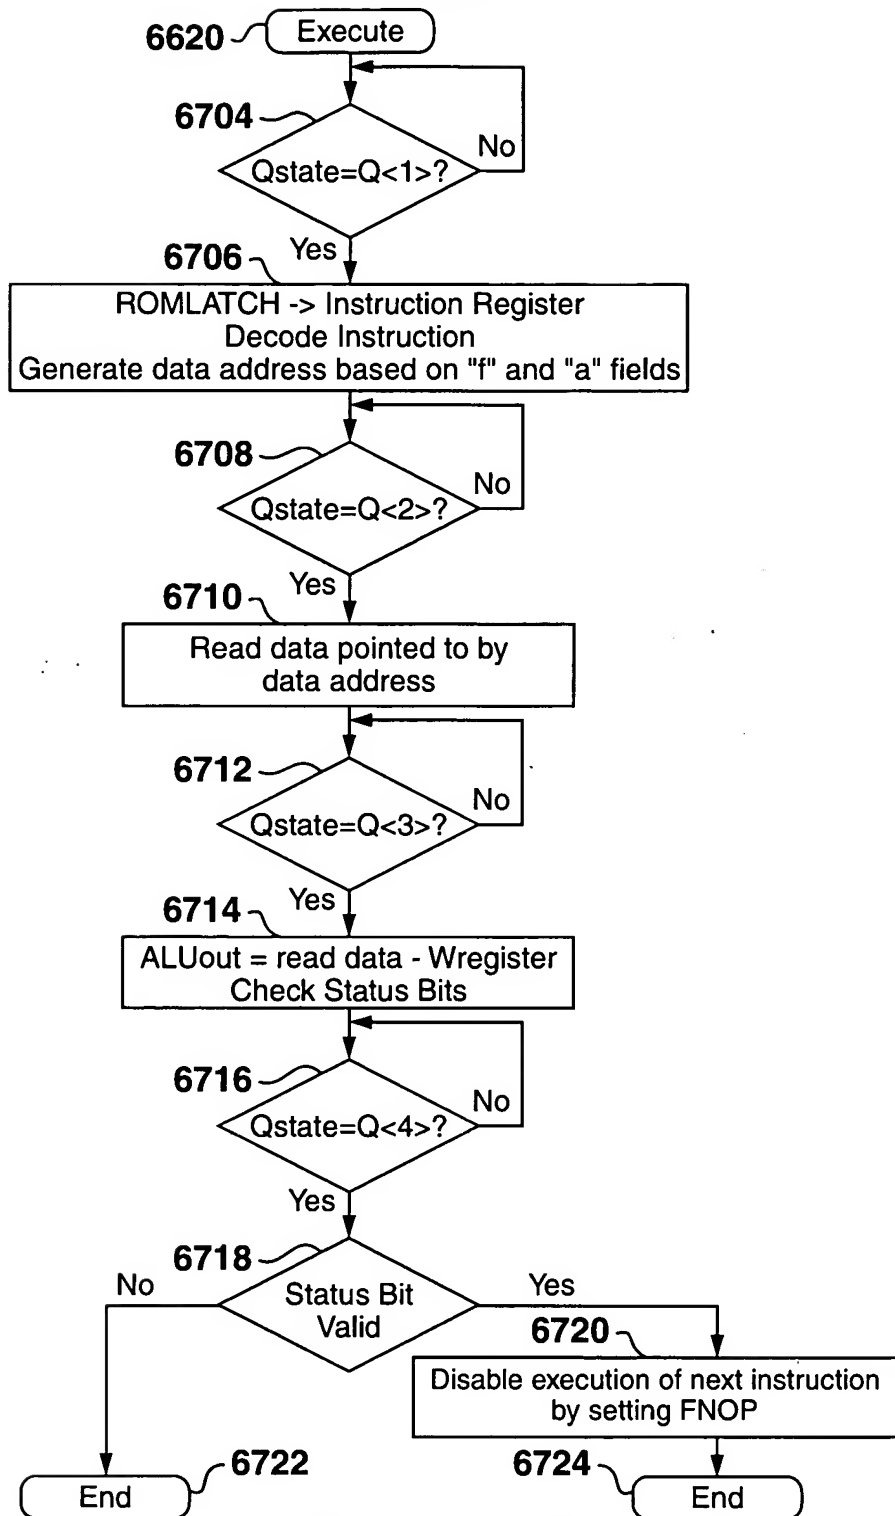 6620 Execute
6704
No
Qstate=Q<1>?
Yes
6706
ROMLATCH -> Instruction Register
Decode Instruction
Generate data address based on "f" and "a" fields
6708
No
Qstate=Q<2>?
Yes
6710
Read data pointed to by
data address
6712
No
Qstate=Q<3>?
Yes
6714
ALUout = read data - Wregister
Check Status Bits
6716
No
Qstate=Q<4>?
Yes
6718
No
Yes
Status Bit
Valid
6720
Disable execution of next instruction
by setting FNOP
6722
End
6724
End